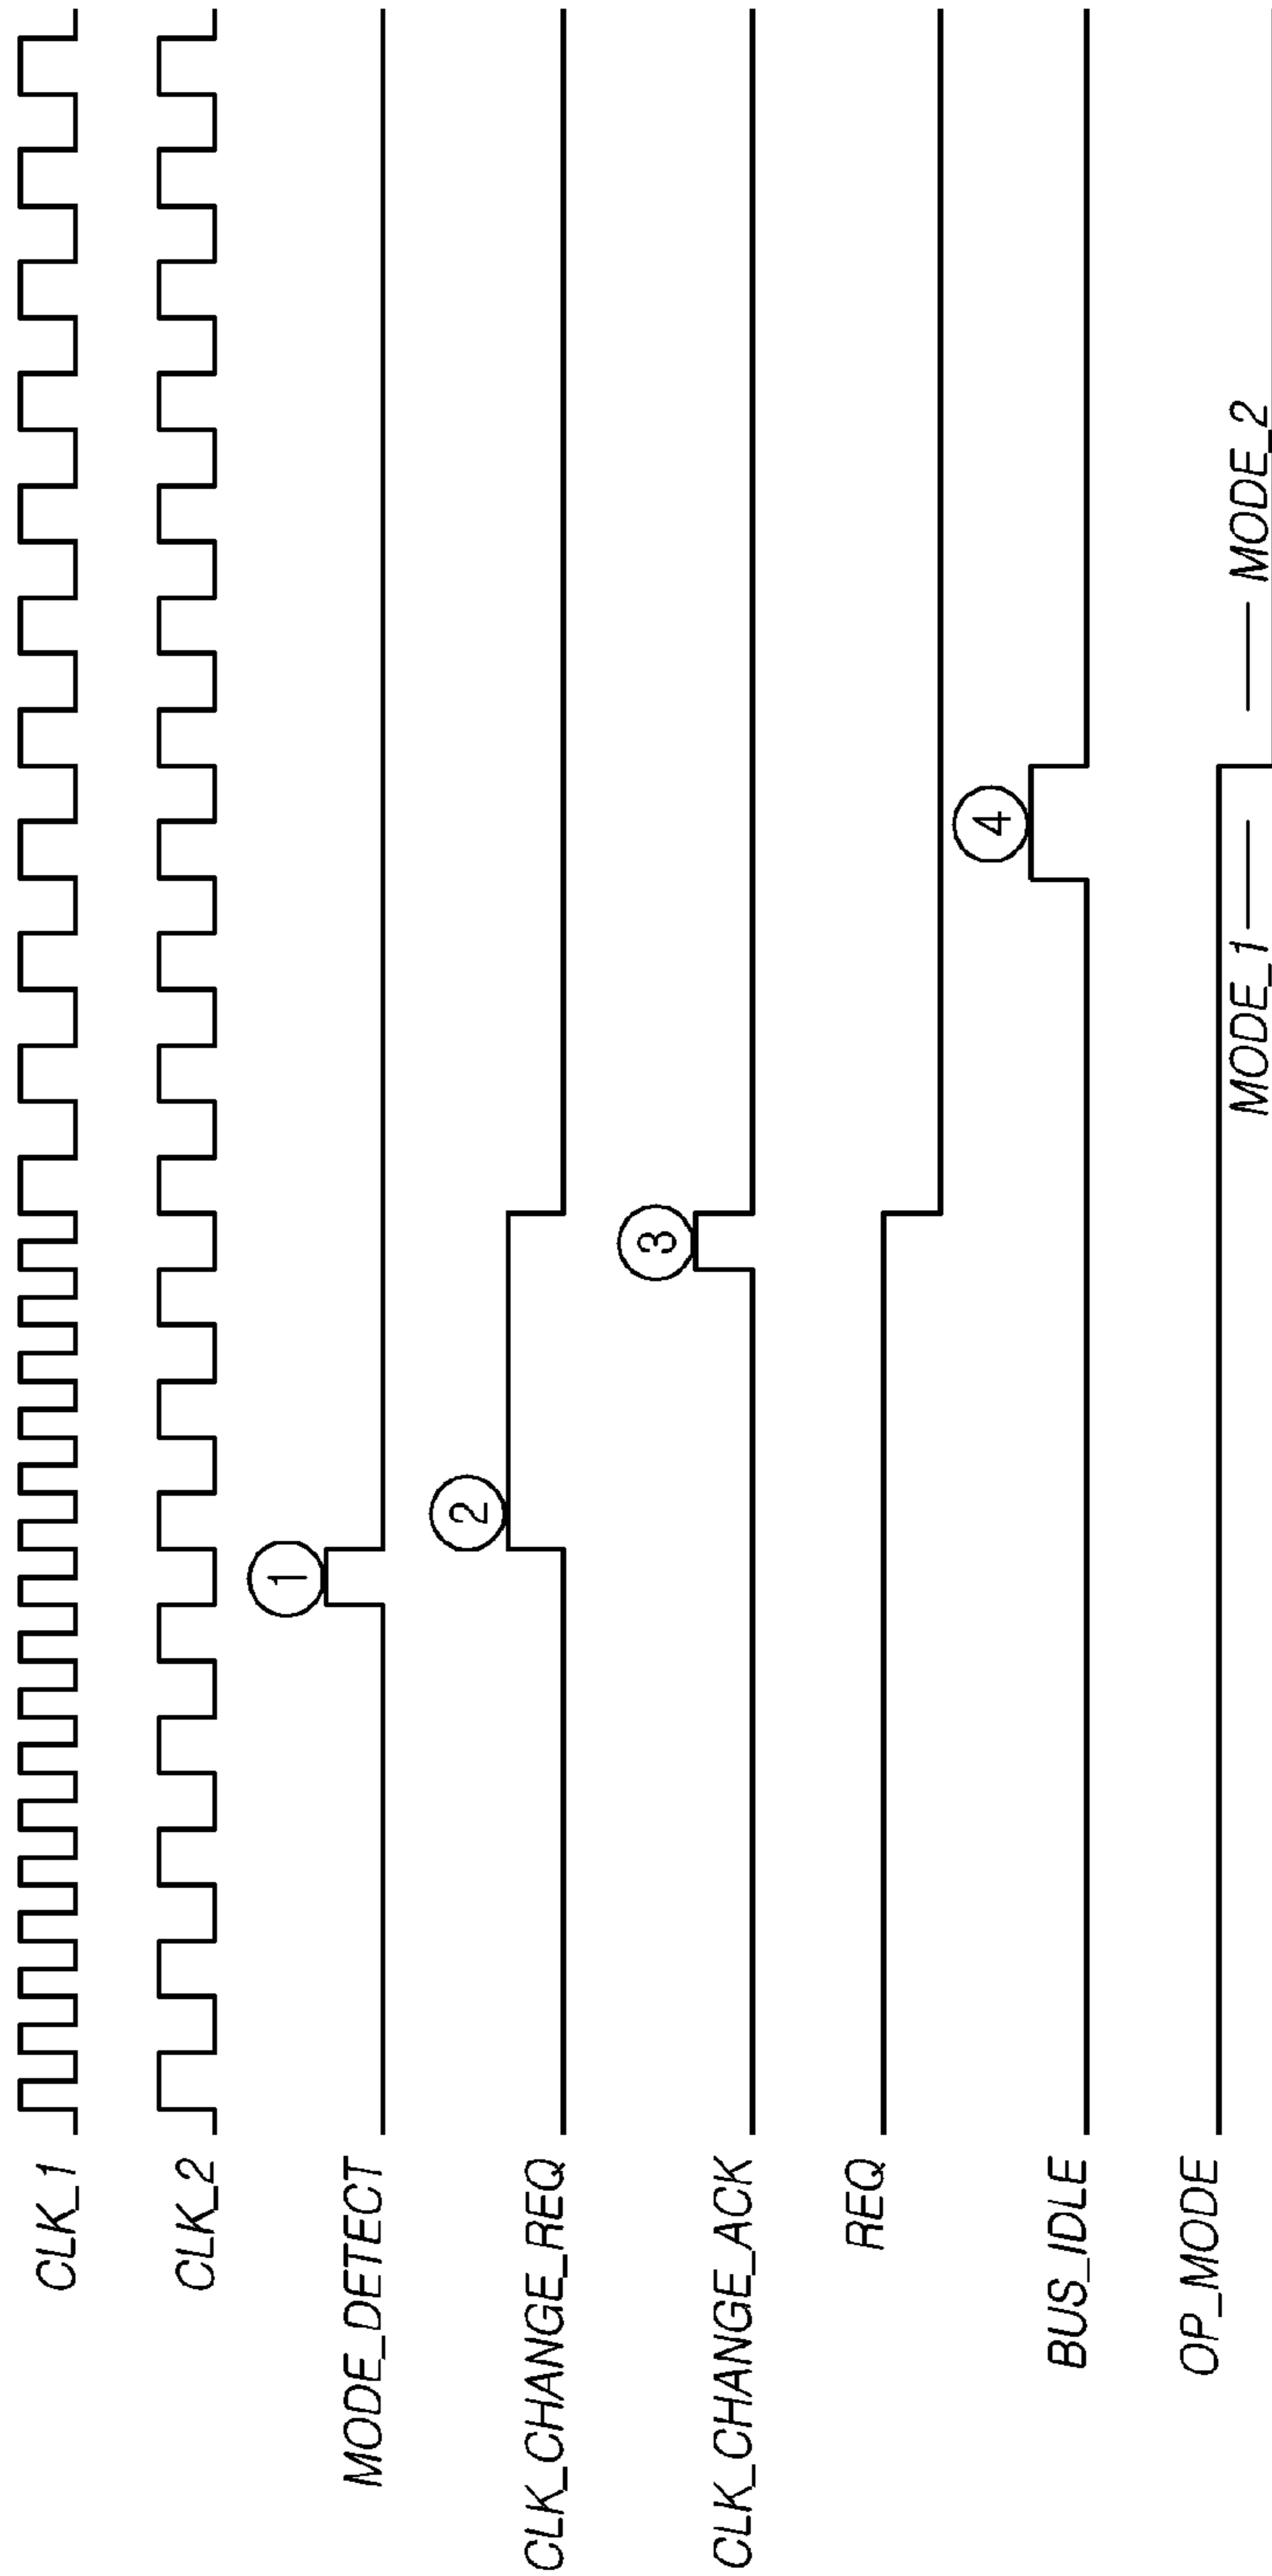 CLK_1
CLK_2
1
MODE_DETECT
2
CLK_CHANGE_REQ
3
CLK_CHANGE_ACK
REQ
4
BUS_IDLE
OP_MODE
MODE_1
MODE_2